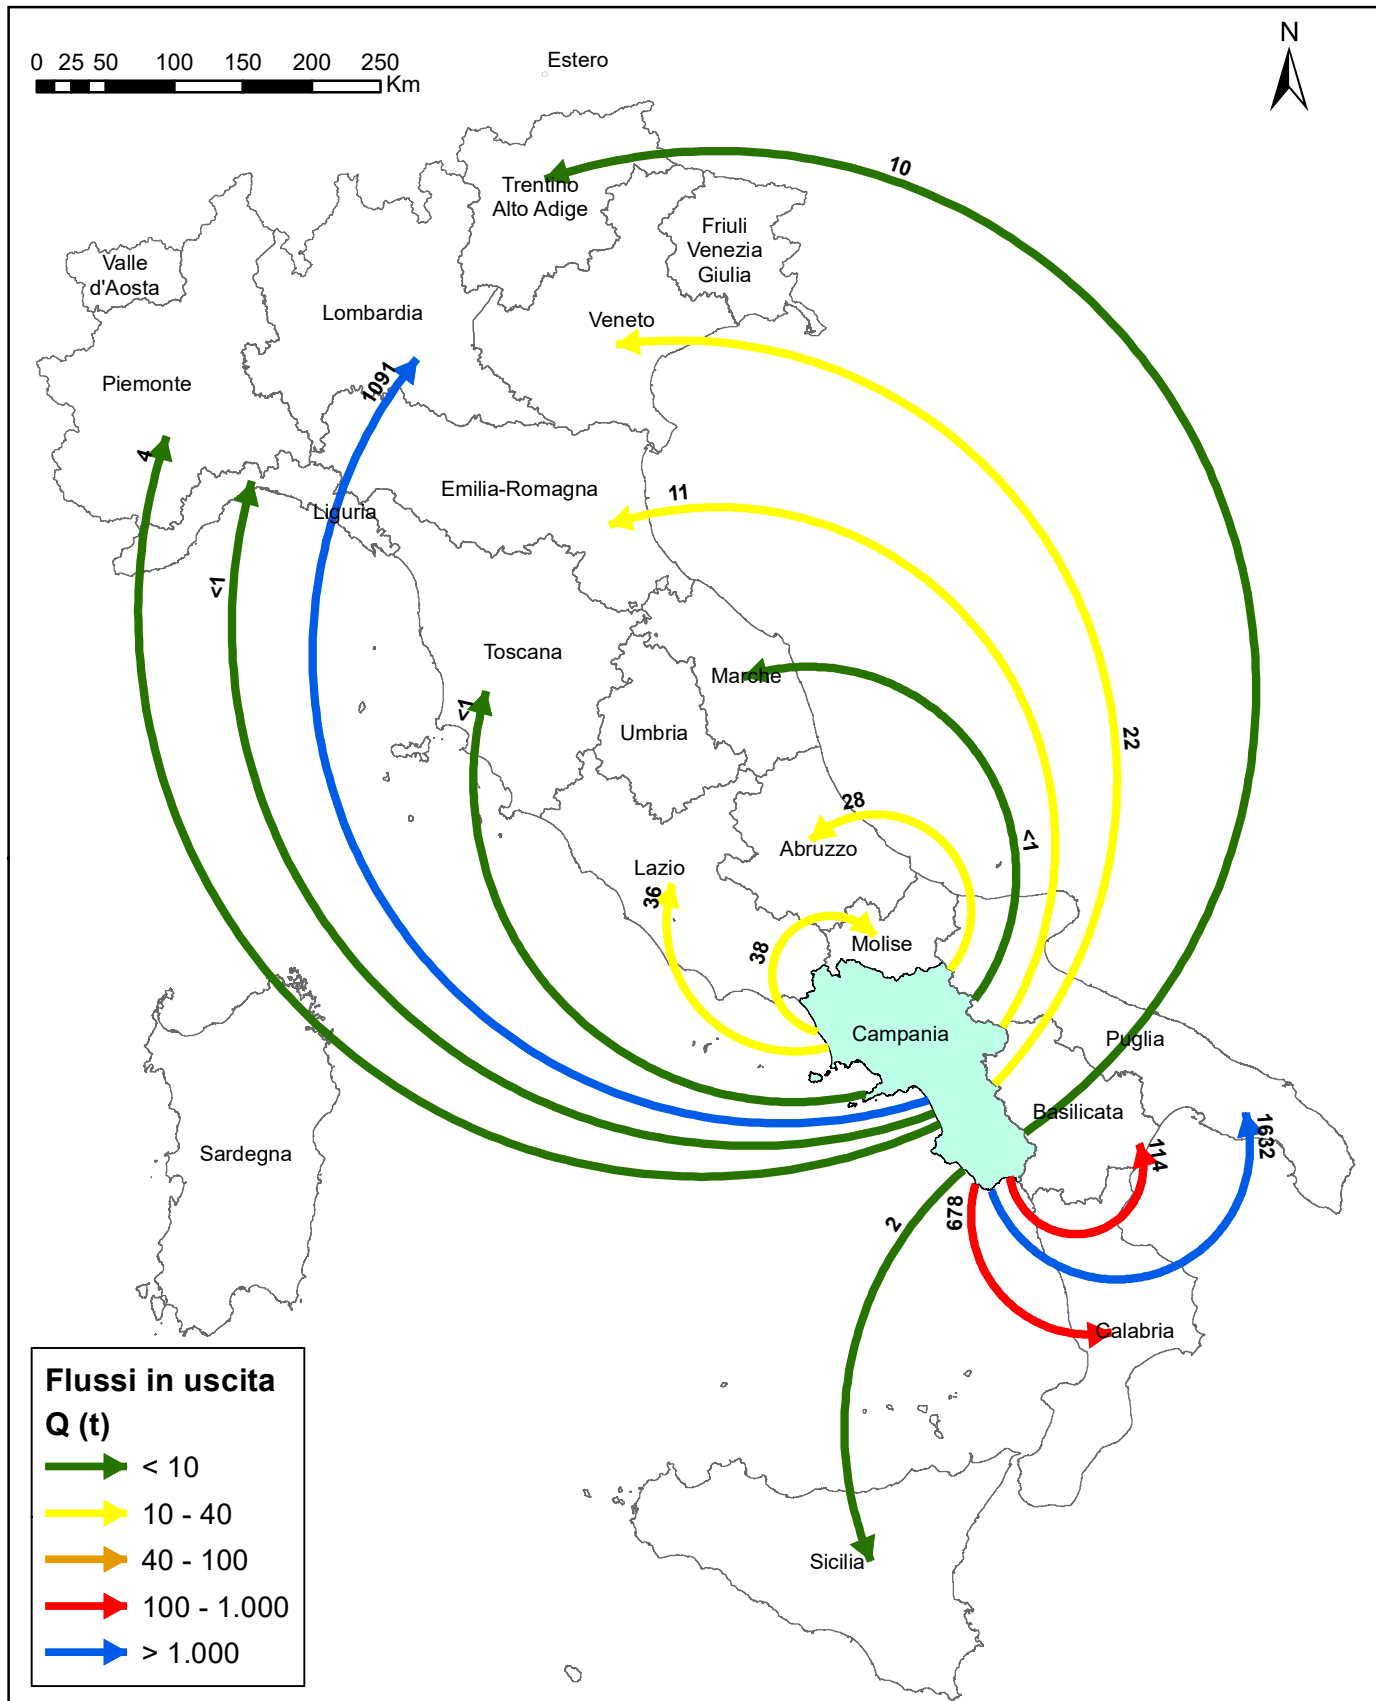 0 25 50 100 150 200 250
Km
Estero
N
10
Trentino
Alto Adige
Friuli
Venezia
Giulia
Valle
d'Aosta
Lombardia
Veneto
1091
Piemonte
4
Emilia-Romagna
11
Liguria
<1
Toscana
Marche
<1
Umbria
22
28
<1
Abruzzo
Lazio
36
38
Molise
Campania
Puglia
Basilicata
1632
114
Sardegna
678
2
Calabria
Sicilia
Flussi in uscita
Q (t)
< 10
10 - 40
40 - 100
100 - 1.000
> 1.000